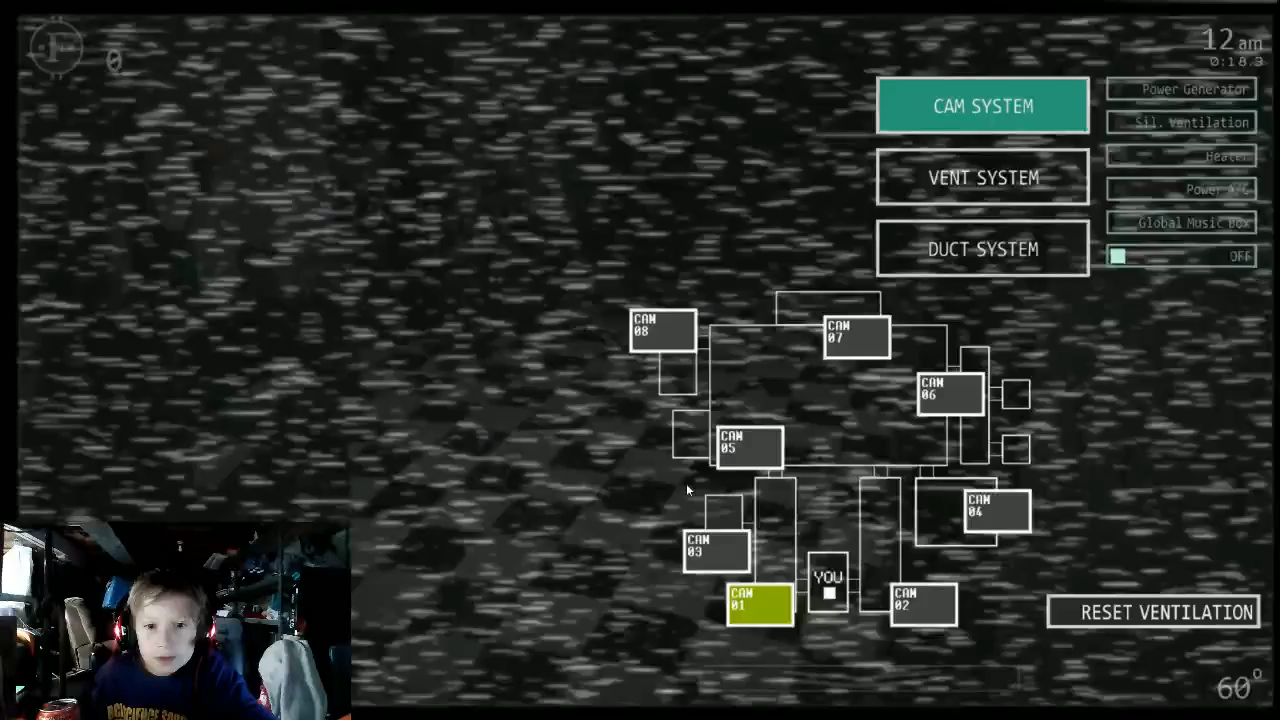 F
0
12 am
0:18.3
CAM SYSTEM
VENT SYSTEM
DUCT SYSTEM
Power Generator
Sil. Ventilation
Heater
Power A/C
Global Music Box
OFF
CAM
08
CAM
07
CAM
06
CAM
05
CAM
04
CAM
03
YOU
CAM
01
CAM
02
RESET VENTILATION
60°